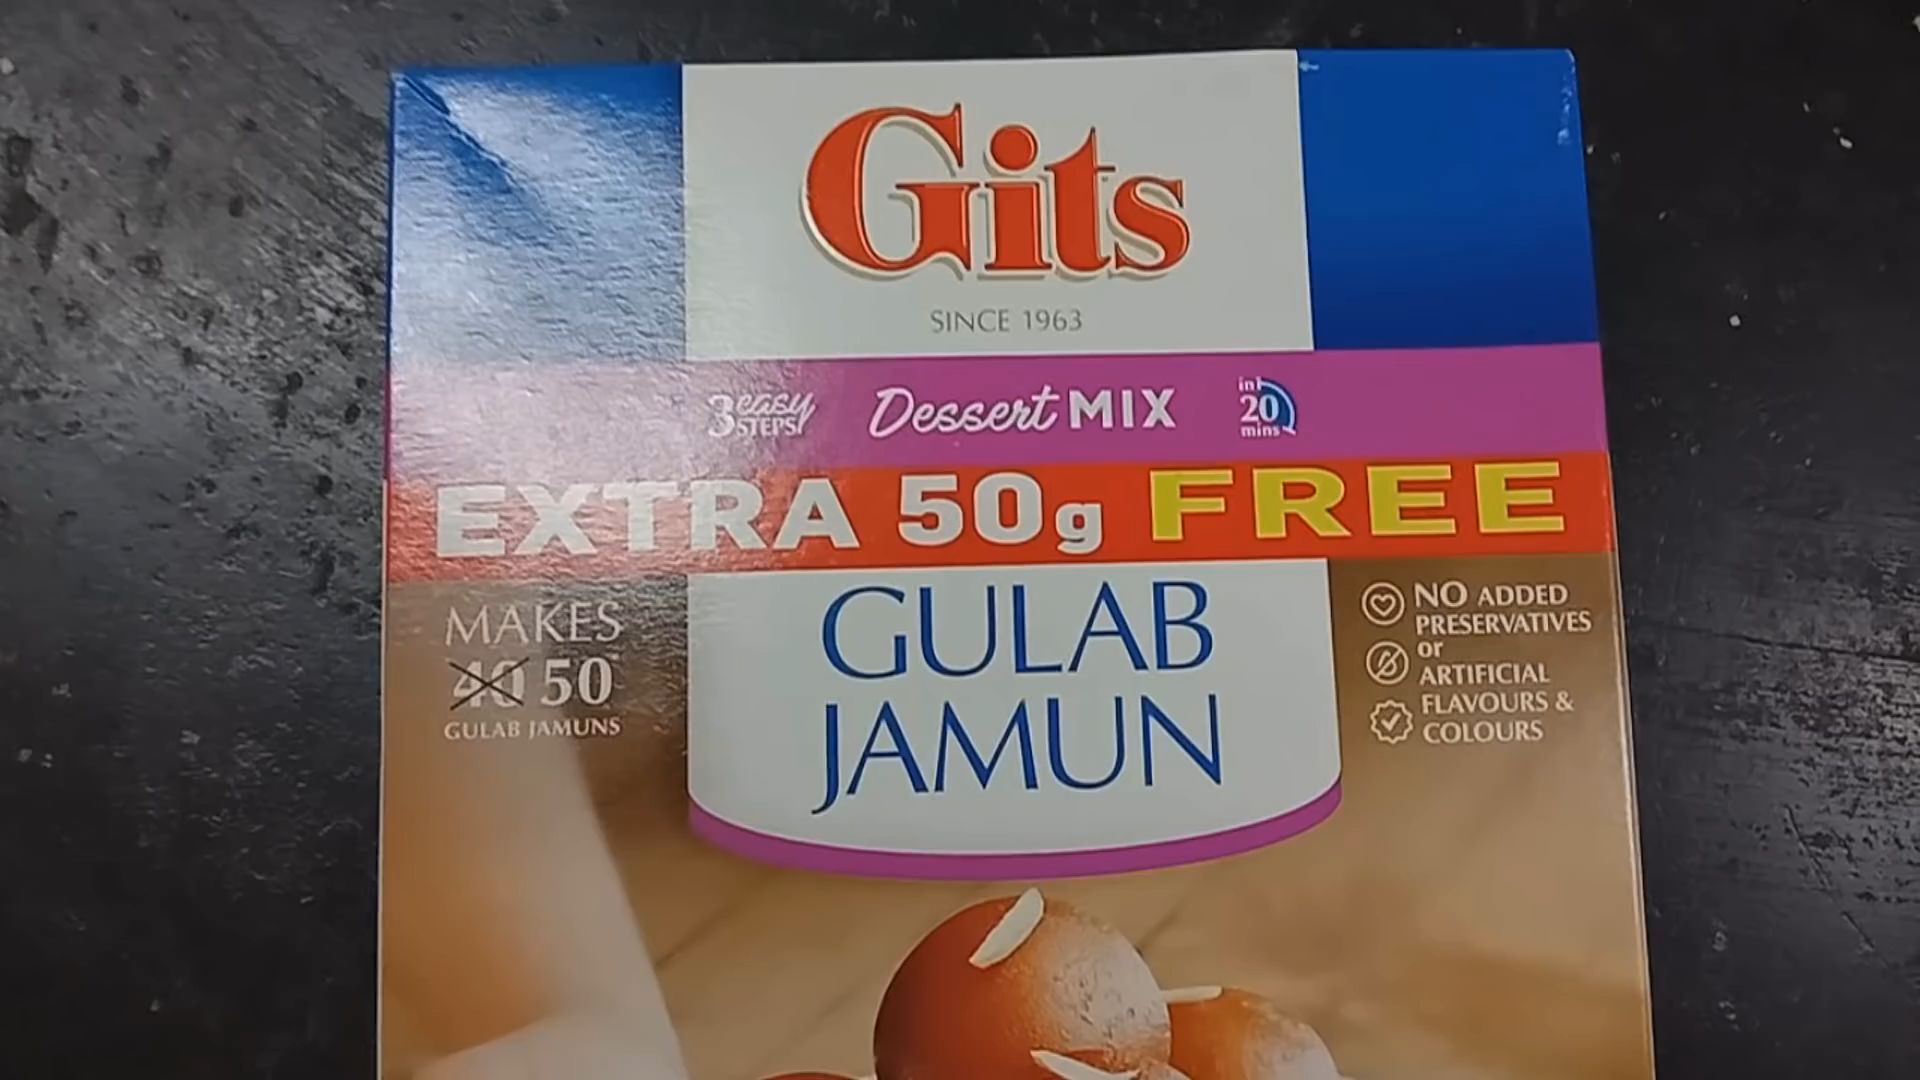 Gits
SINCE 1963
3 easy STEPS
Dessert MIX
in
20
mins
EXTRA 50g FREE
MAKES
40 50
GULAB JAMUNS
GULAB
JAMUN
NO ADDED
PRESERVATIVES
or
ARTIFICIAL
FLAVOURS &
COLOURS